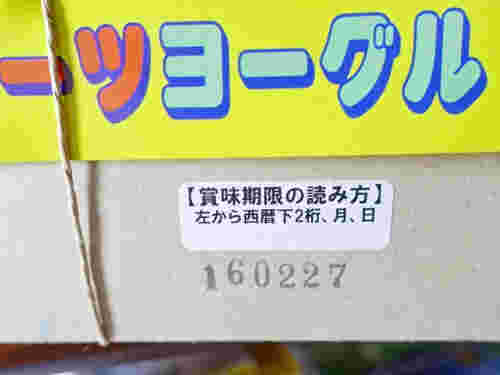 ーツヨーグル
【賞味期限の読み方】
左から西暦下2桁、月、日
160227